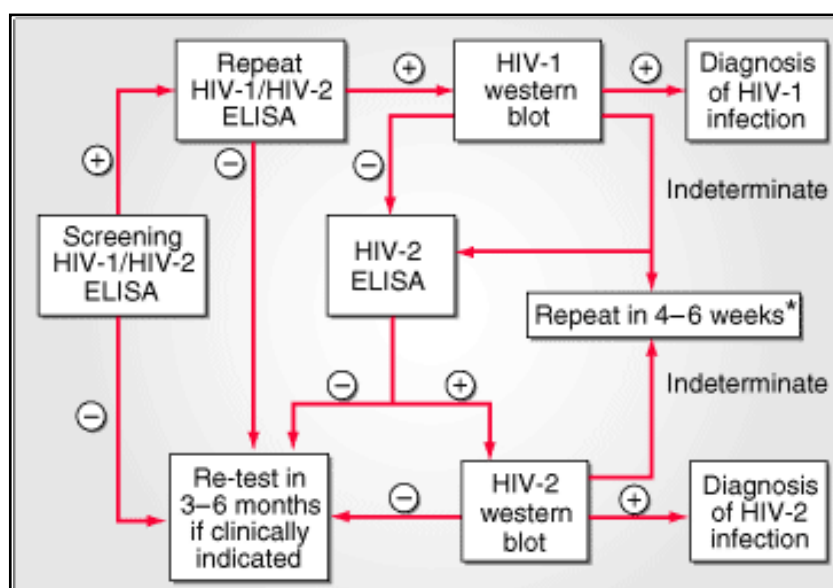 Repeat
HIV-1/HIV-2
ELISA
+
HIV-1
western
blot
+
Diagnosis
of HIV-1
infection
+
−
−
Indeterminate
Screening
HIV-1/HIV-2
ELISA
HIV-2
ELISA
Repeat in 4–6 weeks*
−
−
+
Indeterminate
Re-test in
3–6 months
if clinically
indicated
−
HIV-2
western
blot
+
Diagnosis
of HIV-2
infection